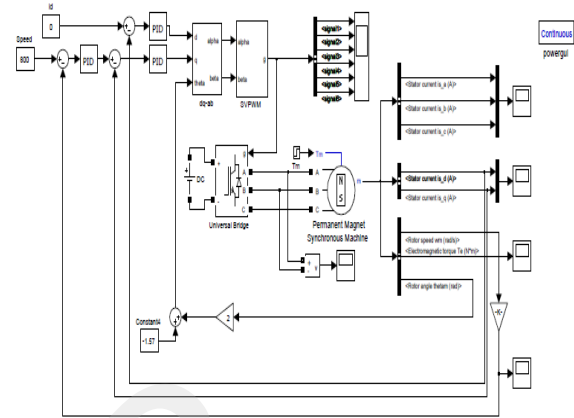 Id
0
Speed
600
PID
PID
PID
d
q
theta
alpha
beta
dq-ab
alpha
beta
g
SVPWM
<signal1>
<signal2>
<signal3>
<signal4>
<signal5>
<signal6>
Continuous
powergui
<Stator current is_a (A)>
<Stator current is_b (A)>
<Stator current is_c (A)>
<Stator current is_d (A)>
<Stator current is_q (A)>
<Rotor speed wm (rad/s)>
<Electromagnetic torque Te (N*m)>
<Rotor angle thetam (rad)>
DC
g
+
-
A
B
C
Universal Bridge
Tm
Tm
A
B
C
N
S
m
Permanent Magnet
Synchronous Machine
+
-
v
Constant4
-1.57
2
-K-